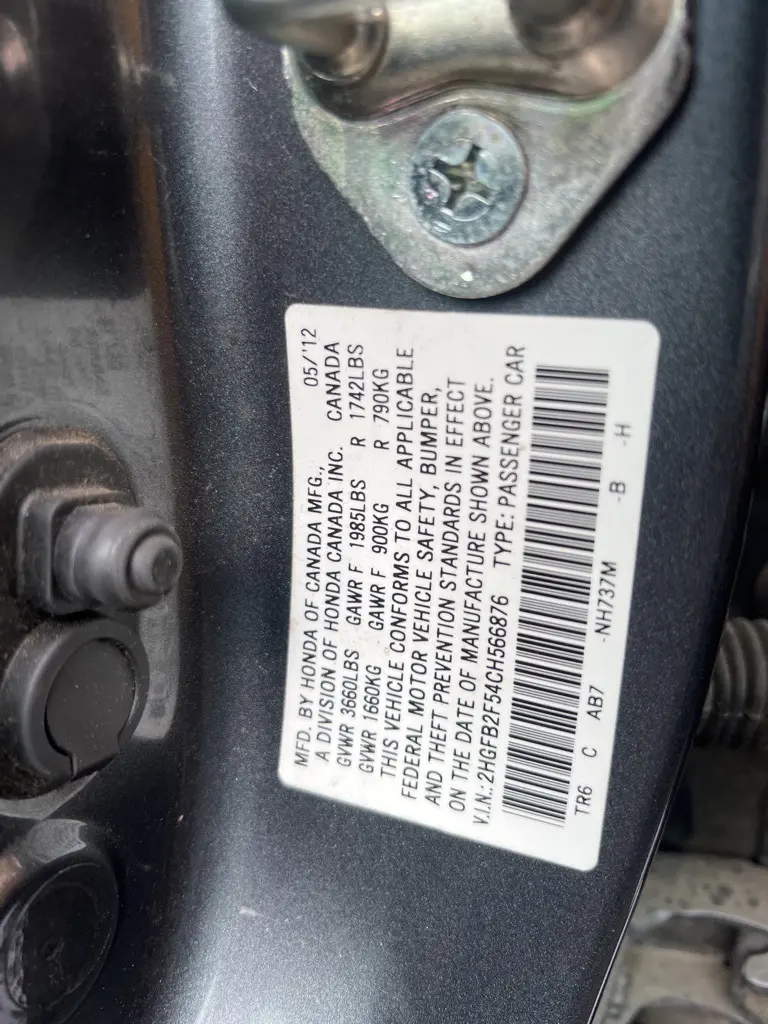 MFD. BY HONDA OF CANADA MFG., 05/'12
A DIVISION OF HONDA CANADA INC. CANADA
GVWR 3660LBS GAWR F 1985LBS R 1742LBS
GVWR 1660KG GAWR F 900KG R 790KG
THIS VEHICLE CONFORMS TO ALL APPLICABLE
FEDERAL MOTOR VEHICLE SAFETY, BUMPER,
AND THEFT PREVENTION STANDARDS IN EFFECT
ON THE DATE OF MANUFACTURE SHOWN ABOVE.
V.I.N.:2HGFB2F54CH566876 TYPE: PASSENGER CAR
TR6 C AB7 -NH737M -B -H